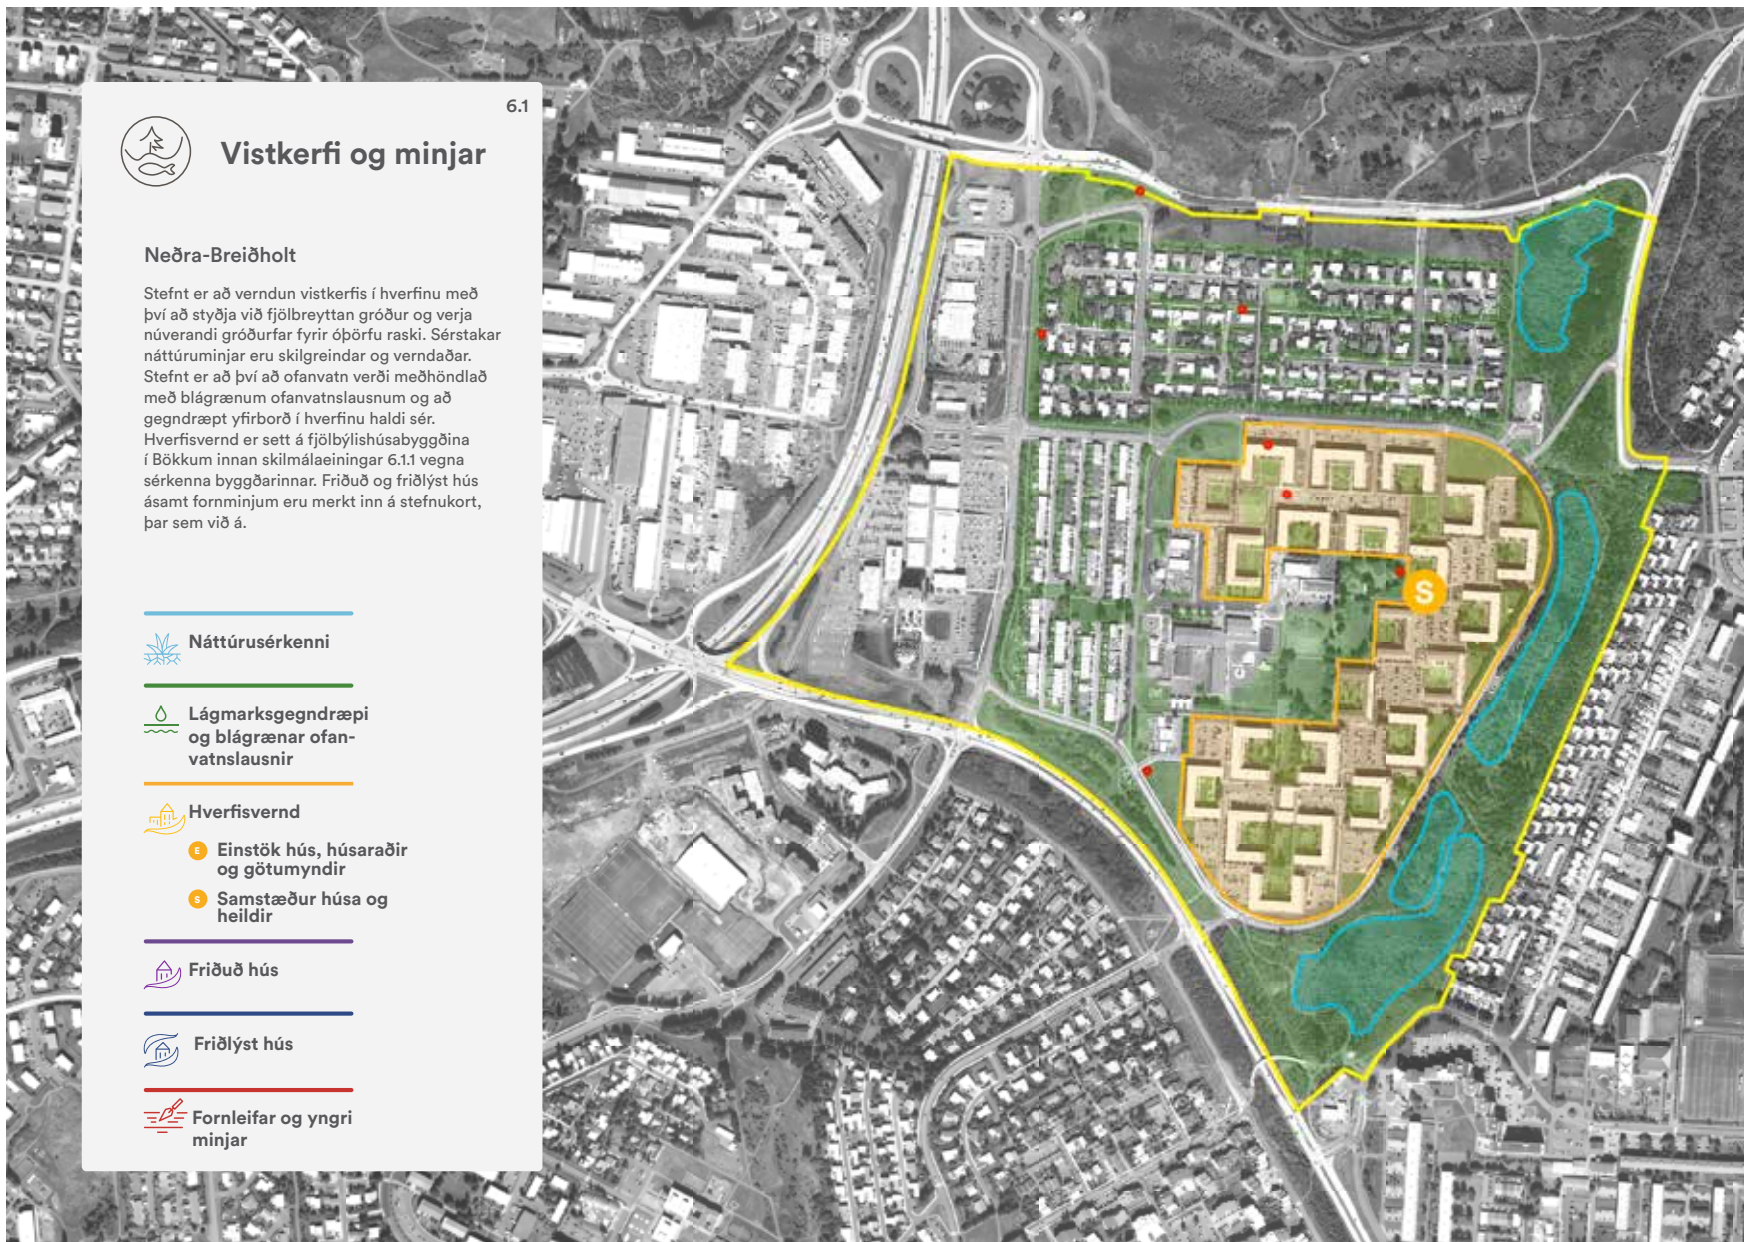 6.1
Vistkerfi og minjar
Neðra-Breiðholt
Stefnt er að verndun vistkerfis í hverfinu með
því að styðja við fjölbreyttan gróður og verja
núverandi gróðurfar fyrir óþörfu raski. Sérstakar
náttúruminjar eru skilgreindar og verndaðar.
Stefnt er að því að ofanvatn verði meðhöndlað
með blágrænum ofanvatnslausnum og að
gegndræpt yfirborð í hverfinu haldi sér.
Hverfisvernd er sett á fjölbýlishúsabyggðina
í Bökkum innan skilmálaeiningar 6.1.1 vegna
sérkenna byggðarinnar. Friðuð og friðlýst hús
ásamt fornminjum eru merkt inn á stefnukort,
þar sem við á.
Náttúrusérkenni
Lágmarksgegndræpi
og blágrænar ofan-
vatnslausnir
Hverfisvernd
E Einstök hús, húsaraðir
og götumyndir
S Samstæður húsa og
heildir
Friðuð hús
Friðlýst hús
Fornleifar og yngri
minjar
S